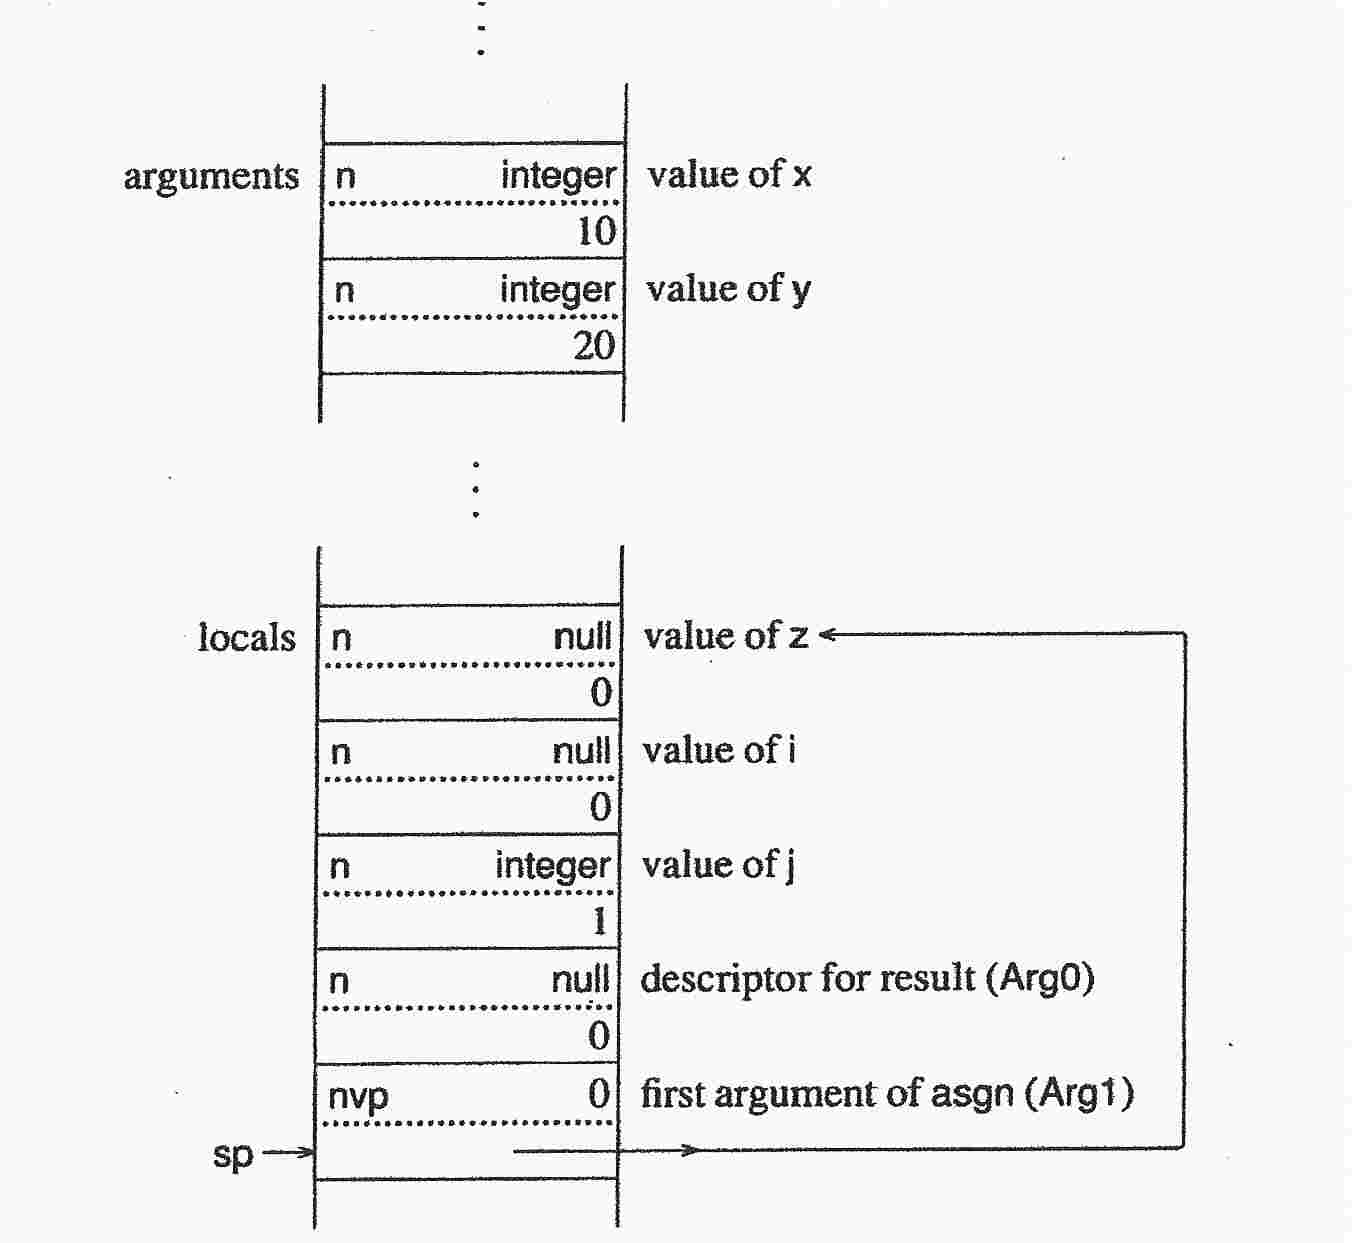 arguments n integer value of x
10
n integer value of y
20
locals n null value of z
0
n null value of i
0
n integer value of j
1
n null descriptor for result (Arg0)
0
nvp 0 first argument of asgn (Arg1)
sp